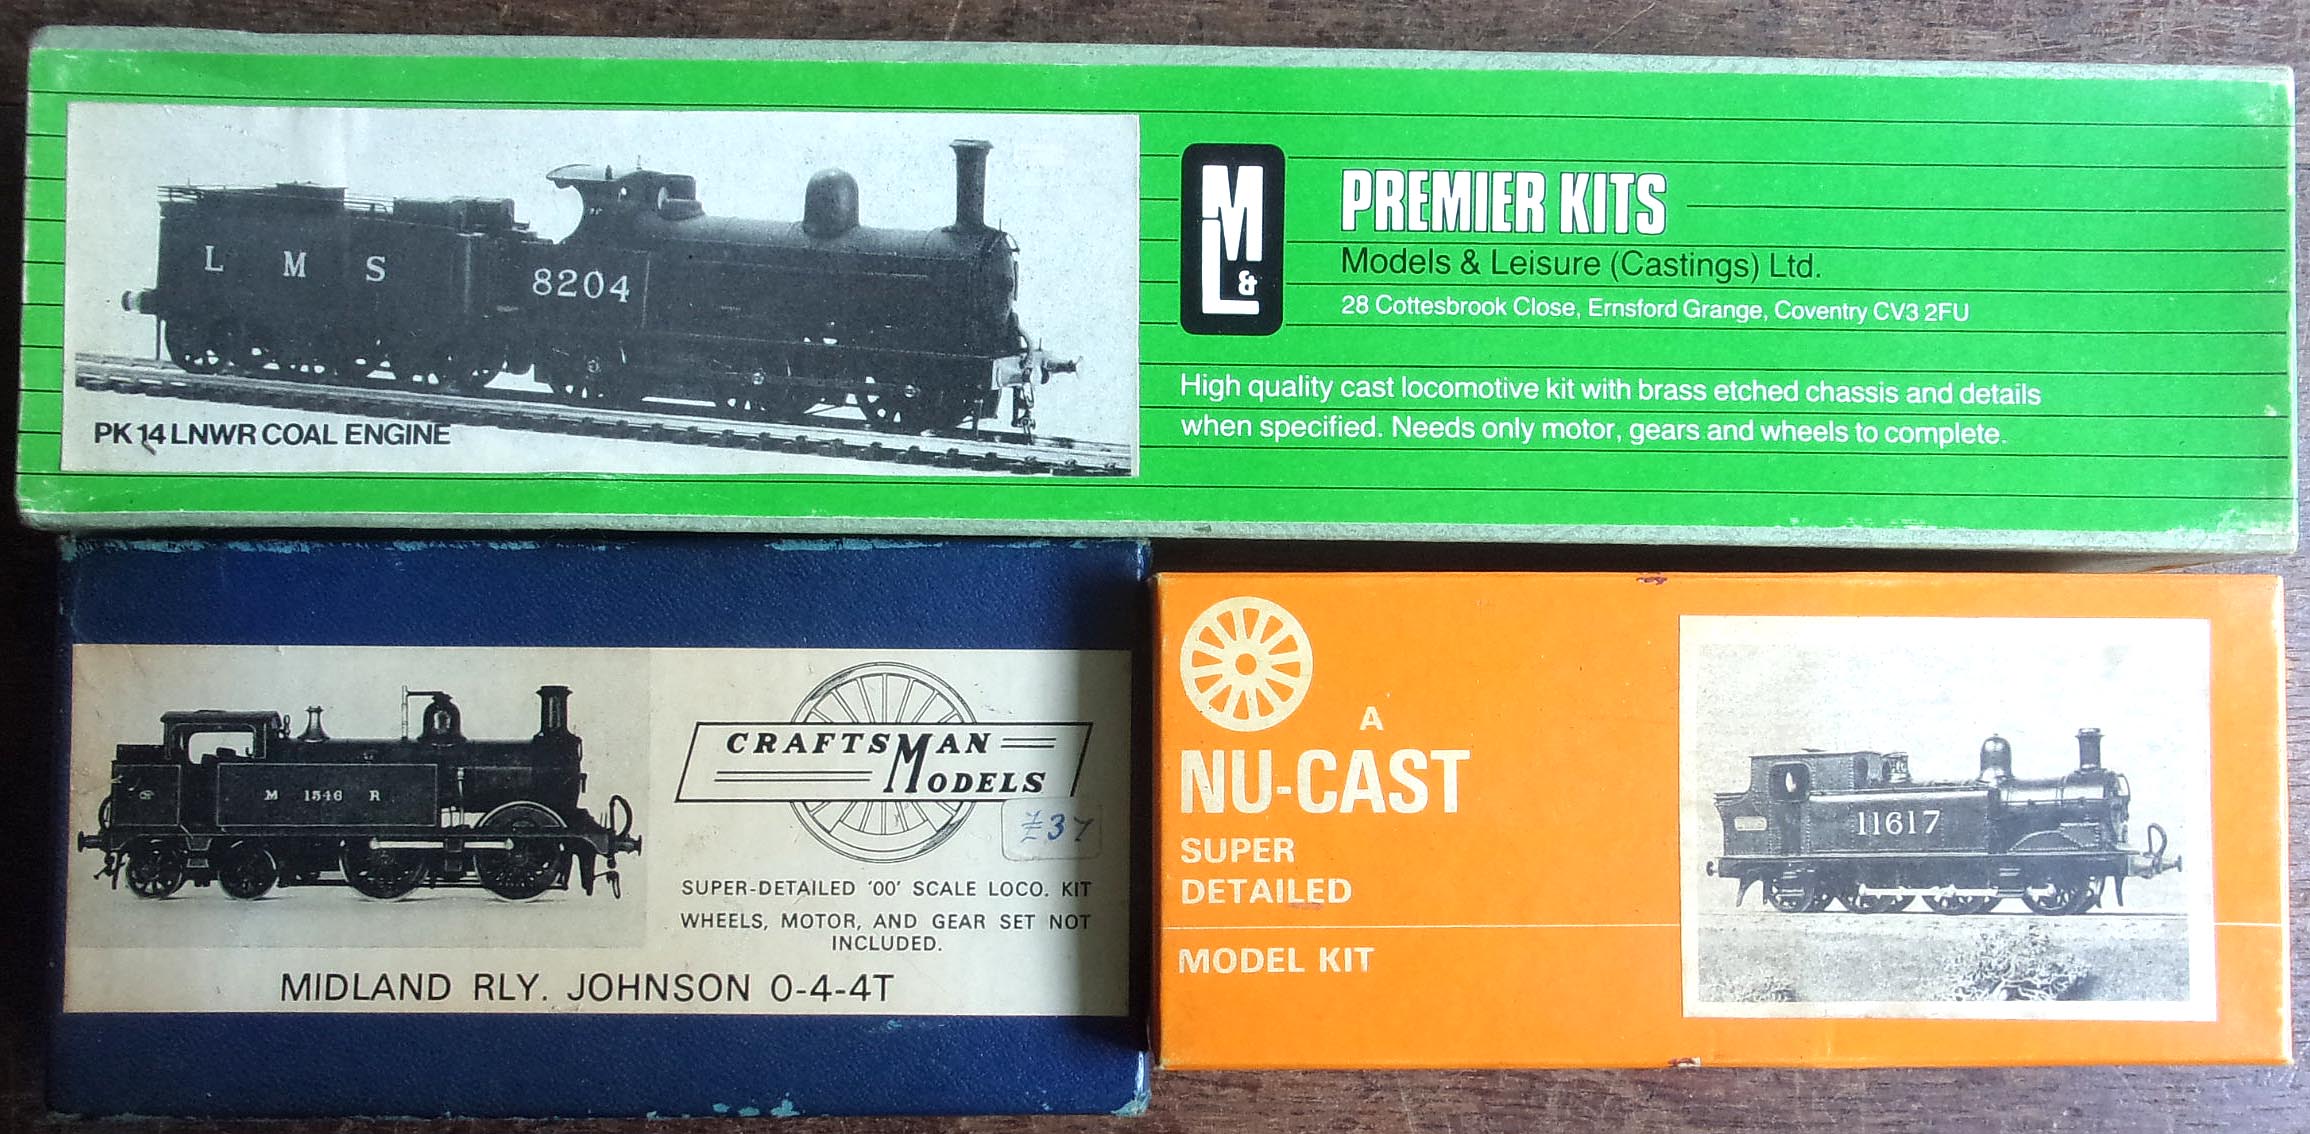 L M S
8204
PK 14 LNWR COAL ENGINE
M
L &
PREMIER KITS
Models & Leisure (Castings) Ltd.
28 Cottesbrook Close, Ernsford Grange, Coventry CV3 2FU
High quality cast locomotive kit with brass etched chassis and details
when specified. Needs only motor, gears and wheels to complete.
M 1546 R
CRAFTSMAN
MODELS
£37
SUPER-DETAILED '00' SCALE LOCO. KIT
WHEELS, MOTOR, AND GEAR SET NOT
INCLUDED.
MIDLAND RLY. JOHNSON 0-4-4T
A
NU-CAST
SUPER
DETAILED
MODEL KIT
11617